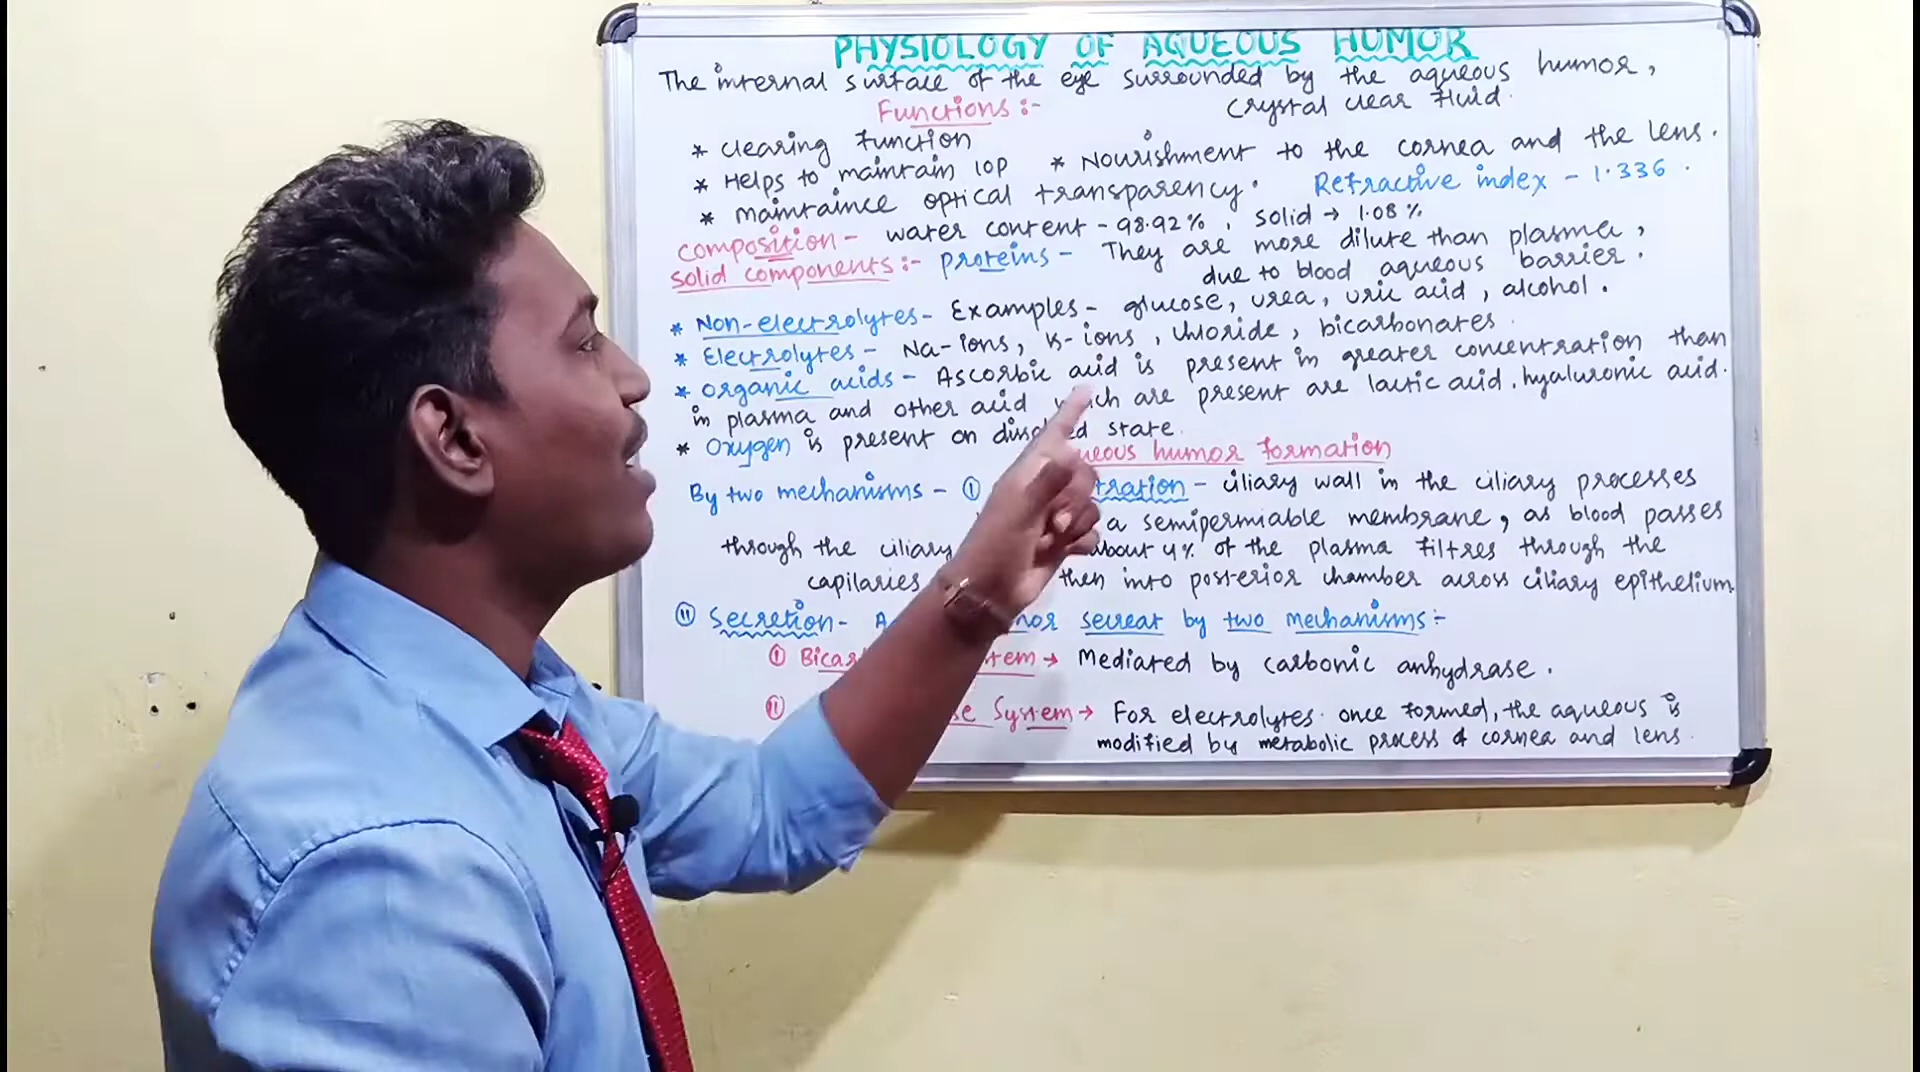 PHYSIOLOGY OF AQUEOUS HUMOR
The internal surface of the eye surrounded by the aqueous humor,
crystal clear fluid.
Functions :-
* clearing function
* Helps to maintain IOP * Nourishment to the cornea and the lens.
* maintaince optical transparency. Refractive index - 1.336.
composition - water content - 98.92%, solid → 1.08%
solid components :- proteins - They are more dilute than plasma,
due to blood aqueous barrier.
* Non-electrolytes - Examples - glucose, urea, uric acid, alcohol.
* Electrolytes - Na-ions, K-ions, chloride, bicarbonates.
* organic acids - Ascorbic acid is present in greater concentration than
in plasma and other acid are present are lactic acid. hyaluronic acid.
* Oxygen is present on state.
humor formation
By two mechanisms - (I) - ciliary wall in the ciliary processes
a semipermiable membrane, as blood passes
through the ciliary about 4% of the plasma filtres through the
capilaries then into posterior chamber across ciliary epithelium.
(II) Secretion - secreat by two mechanisms :-
(I) → Mediated by carbonic anhydrase.
(II) System → For electrolytes. once formed, the aqueous is
modified by metabolic process of cornea and lens.